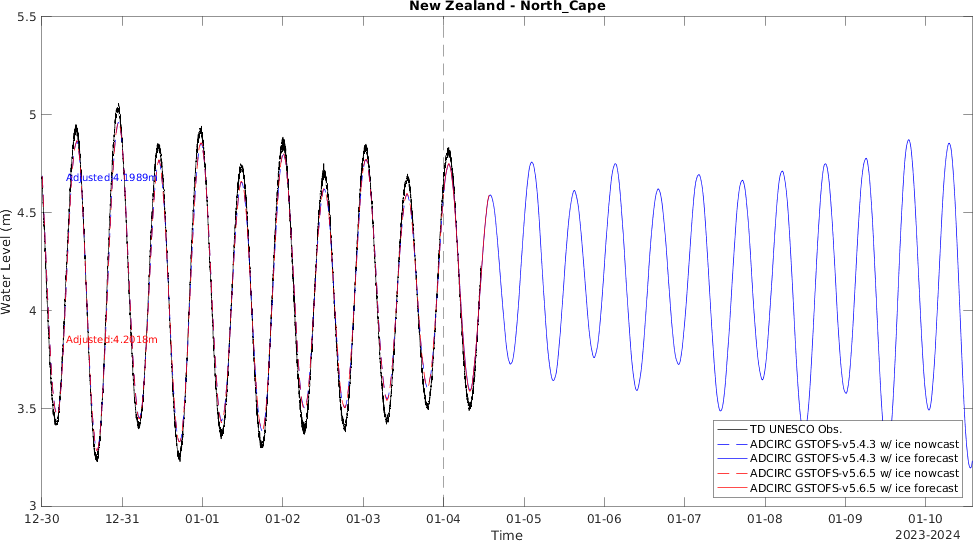 New Zealand - North_Cape
5.5
5
4.5
4
3.5
3
Water Level (m)
Adjusted:4.1989m
Adjusted:4.2018m
TD UNESCO Obs.
ADCIRC GSTOFS-v5.4.3 w/ ice nowcast
ADCIRC GSTOFS-v5.4.3 w/ ice forecast
ADCIRC GSTOFS-v5.6.5 w/ ice nowcast
ADCIRC GSTOFS-v5.6.5 w/ ice forecast
12-30 12-31 01-01 01-02 01-03 01-04 01-05 01-06 01-07 01-08 01-09 01-10
Time
2023-2024